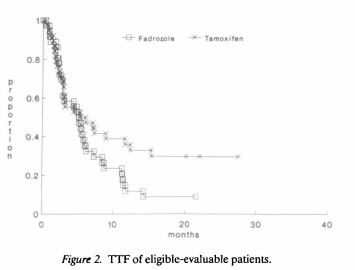 1
Fadrozole Tamoxifen
0.8
0.6
0.4
0.2
0
proportion
0 10 20 30 40
months
Figure 2. TTF of eligible-evaluable patients.